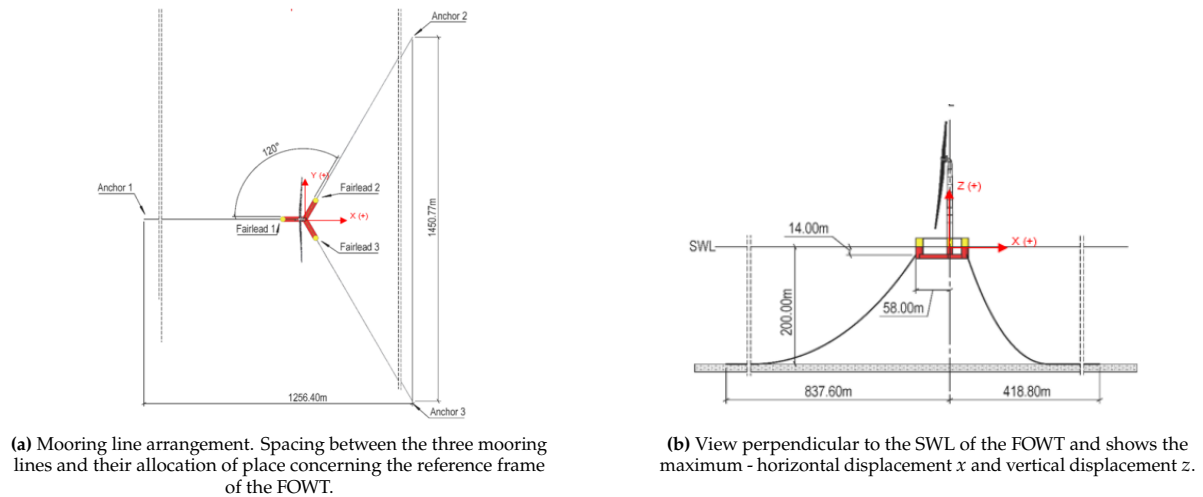 Anchor 2
120°
Y (+)
Anchor 1
Fairlead 2
X (+)
Fairlead 1
Fairlead 3
1450.77m
1256.40m
Anchor 3
(a) Mooring line arrangement. Spacing between the three mooring
lines and their allocation of place concerning the reference frame
of the FOWT.
Z (+)
14.00m
SWL
X (+)
58.00m
200.00m
837.60m
418.80m
(b) View perpendicular to the SWL of the FOWT and shows the
maximum - horizontal displacement x and vertical displacement z.